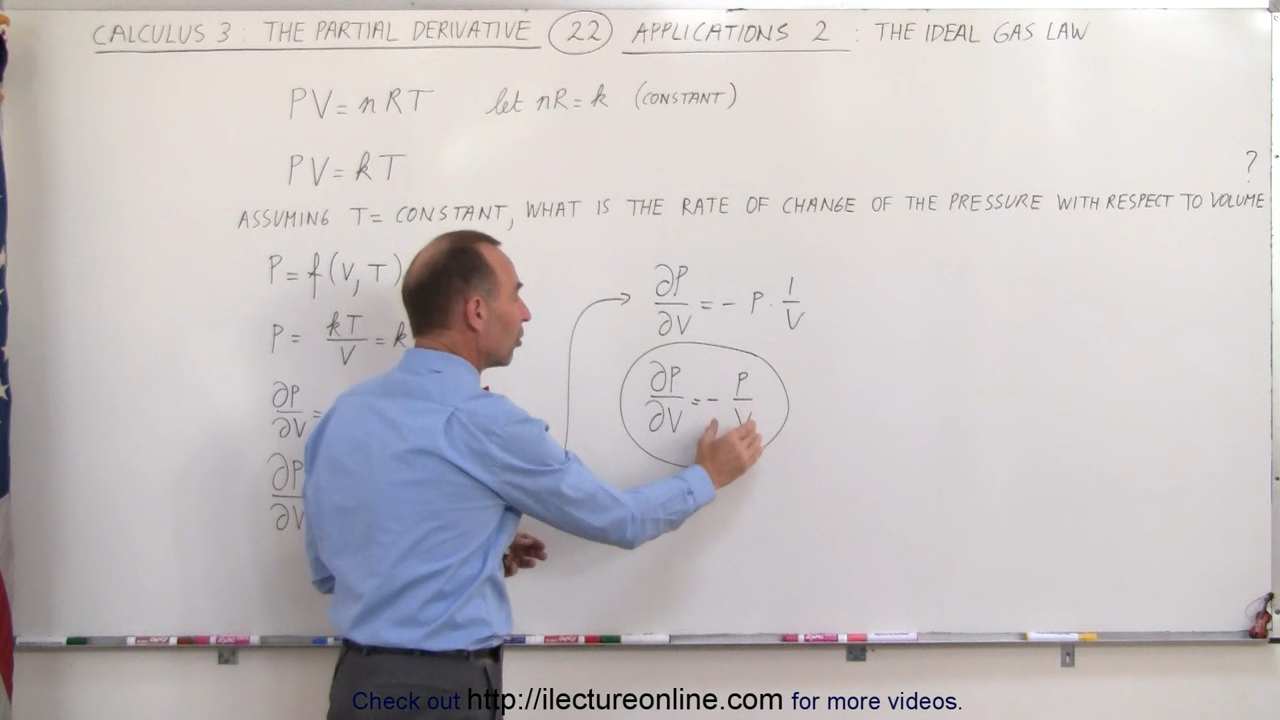 CALCULUS 3 : THE PARTIAL DERIVATIVE 22 APPLICATIONS 2 : THE IDEAL GAS LAW
PV = nRT let nR = k (CONSTANT)
PV = kT
?
ASSUMING T = CONSTANT, WHAT IS THE RATE OF CHANGE OF THE PRESSURE WITH RESPECT TO VOLUME
P = f(V, T)
P = kT/V = k
∂P/∂V =
∂P/∂V
∂P/∂V = - P · 1/V
∂P/∂V = - P/V
Check out http://ilectureonline.com for more videos.